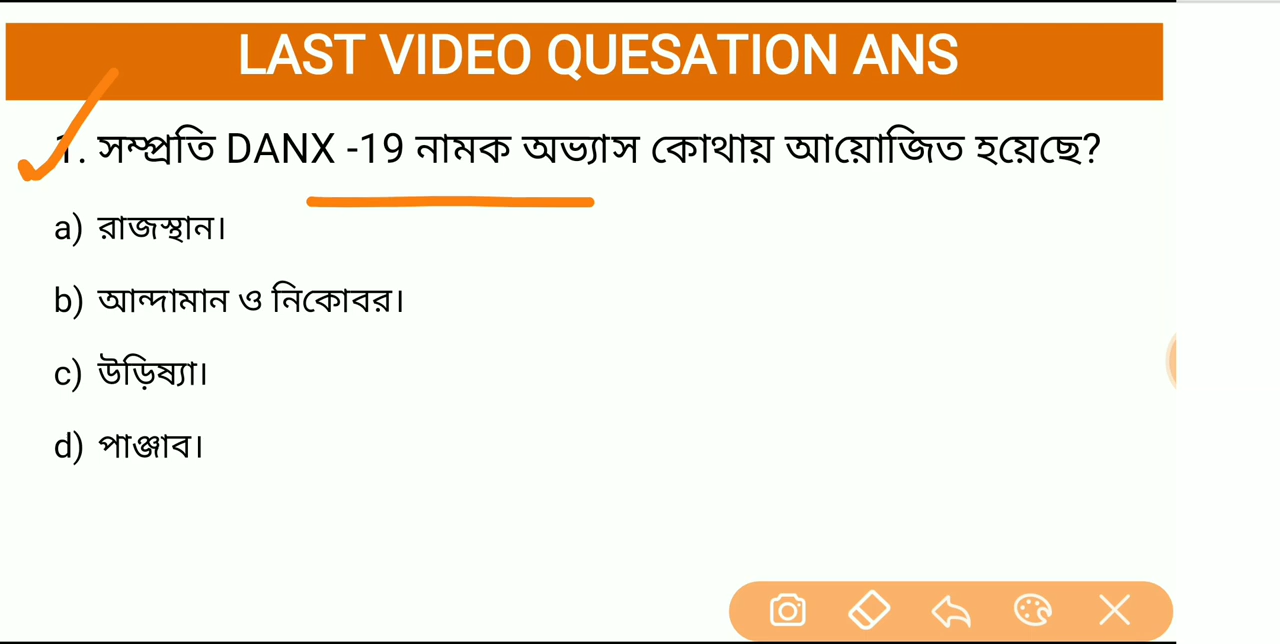 LAST VIDEO QUESATION ANS
1. সম্প্রতি DANX -19 নামক অভ্যাস কোথায় আয়োজিত হয়েছে?
a) রাজস্থান।
b) আন্দামান ও নিকোবর।
c) উড়িষ্যা।
d) পাঞ্জাব।